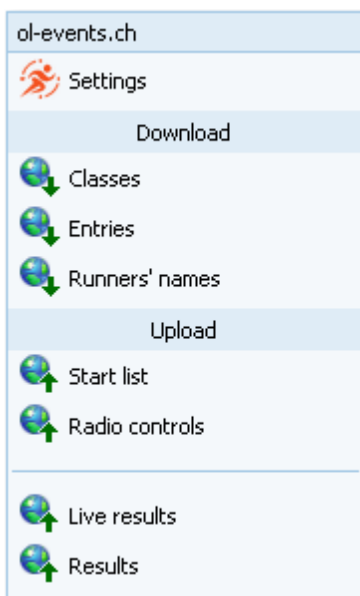 ol-events.ch
Settings
Download
Classes
Entries
Runners' names
Upload
Start list
Radio controls
Live results
Results